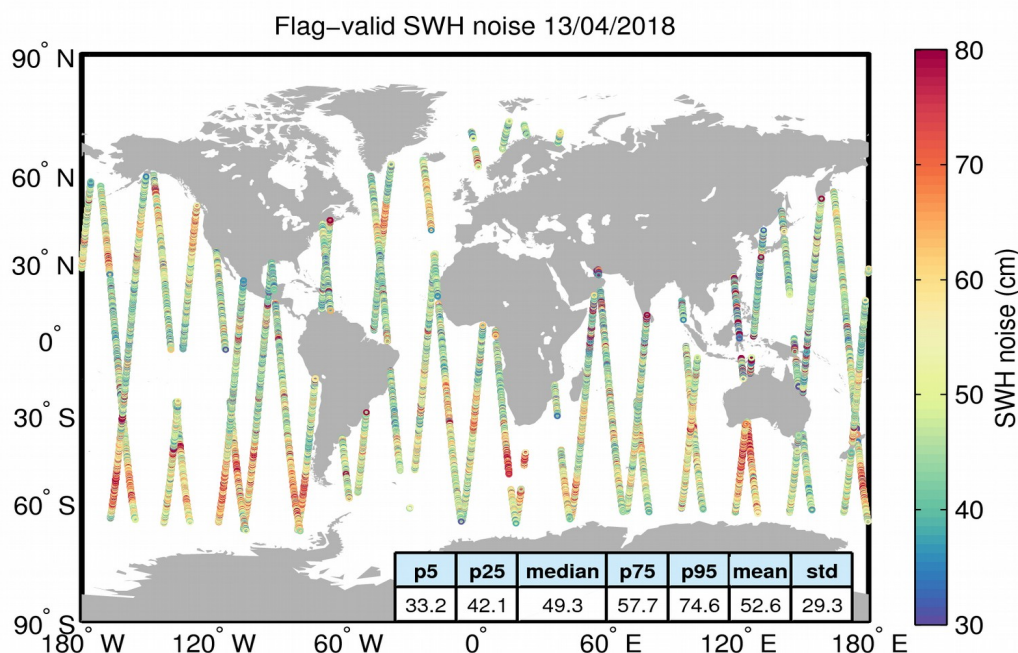 Flag−valid SWH noise 13/04/2018
90° N
60° N
30° N
0°
30° S
60° S
90° S
180° W
120° W
60° W
0°
60° E
120° E
180° E
80
70
60
50
40
30
SWH noise (cm)
p5 p25 median p75 p95 mean std
33.2 42.1 49.3 57.7 74.6 52.6 29.3